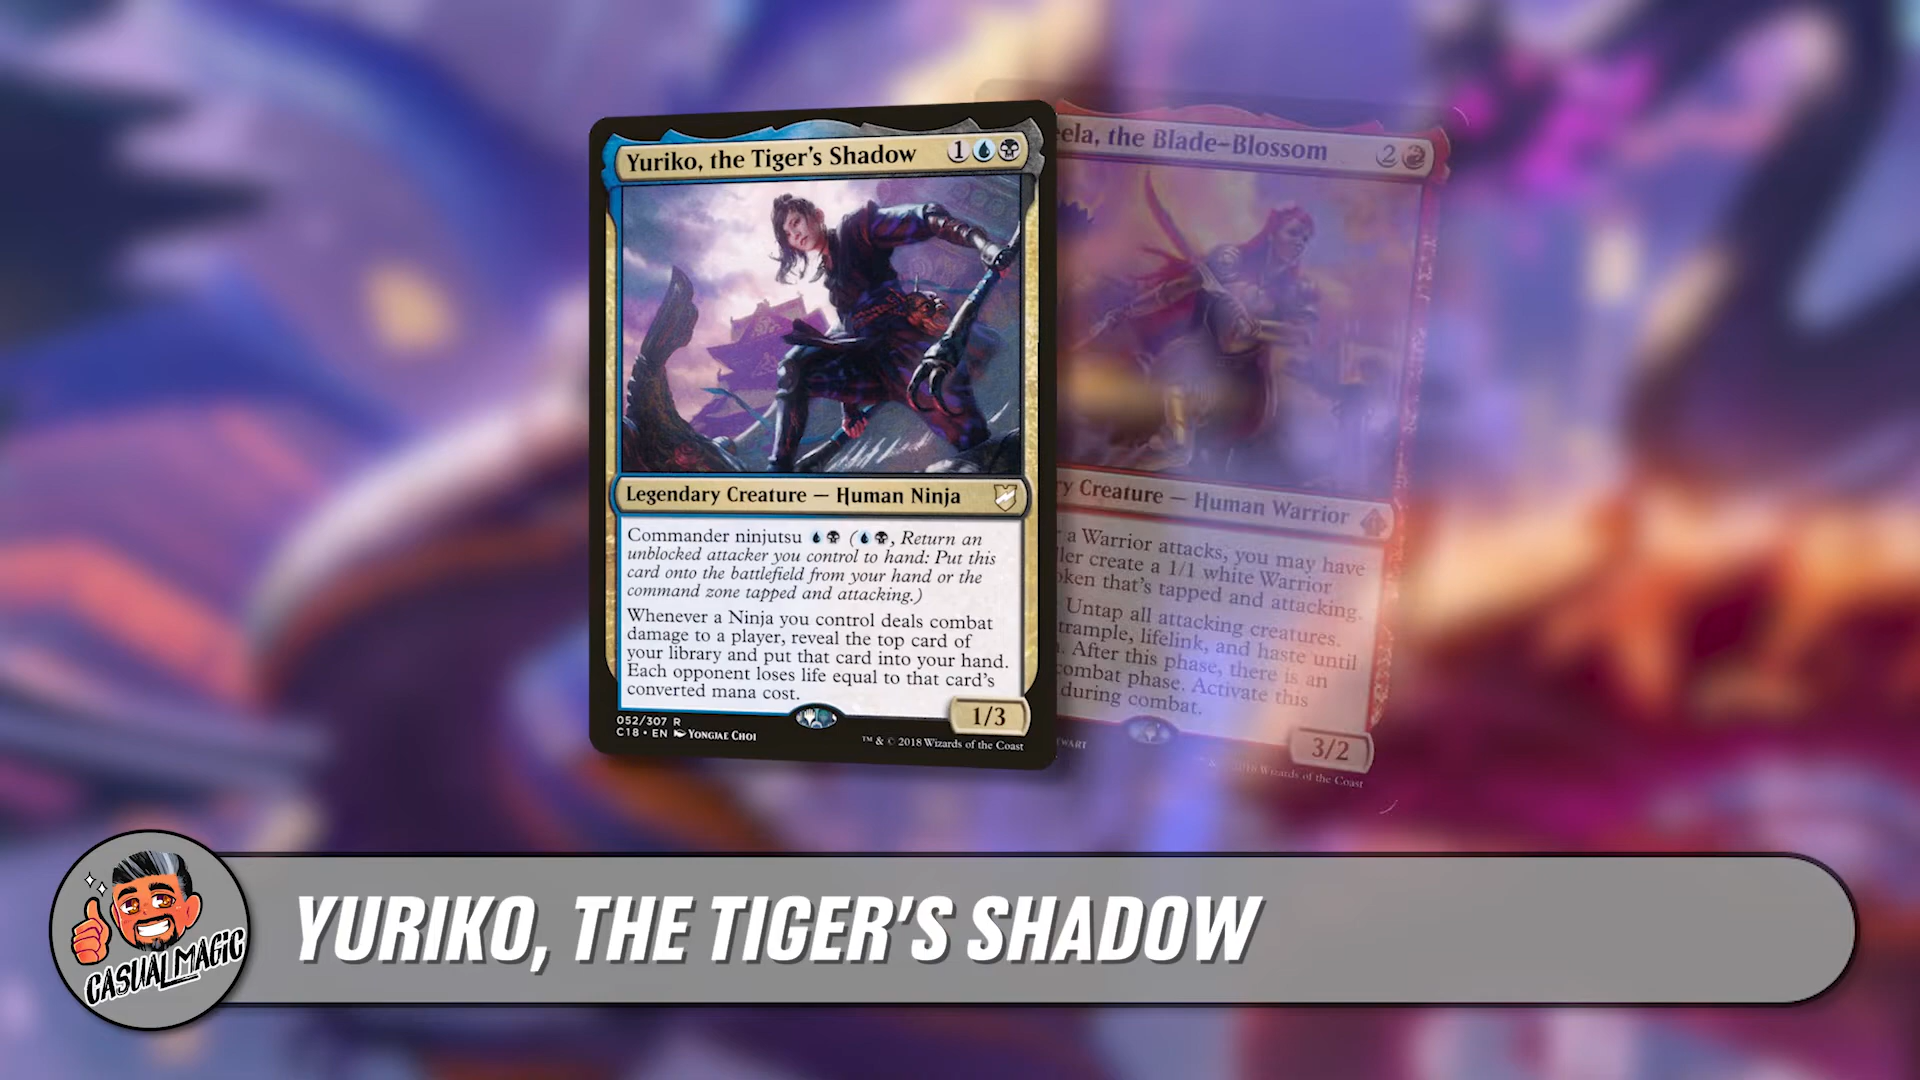 Yuriko, the Tiger's Shadow 1
Legendary Creature — Human Ninja
Commander ninjutsu (, Return an
unblocked attacker you control to hand: Put this
card onto the battlefield from your hand or the
command zone tapped and attacking.)
Whenever a Ninja you control deals combat
damage to a player, reveal the top card of
your library and put that card into your hand.
Each opponent loses life equal to that card's
converted mana cost.
1/3
052/307 R
C18 • EN Yongjae Choi
™ & © 2018 Wizards of the Coast
the Blade-Blossom 2
Creature — Human Warrior
a Warrior attacks, you may have
create a 1/1 white Warrior
that's tapped and attacking.
Untap all attacking creatures.
trample, lifelink, and haste until
After this phase, there is an
combat phase. Activate this
during combat.
3/2
2018 Wizards of the Coast
CASUAL MAGIC
YURIKO, THE TIGER'S SHADOW